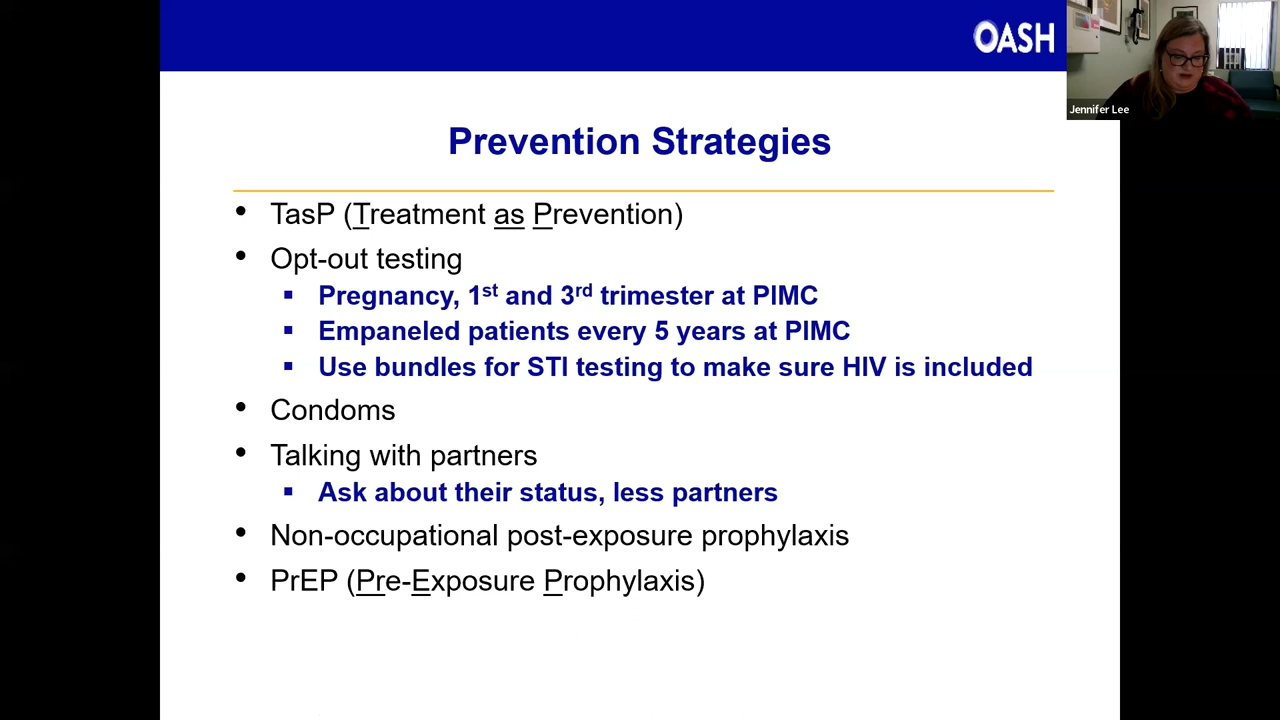 OASH
Jennifer Lee
Prevention Strategies
• TasP (Treatment as Prevention)
• Opt-out testing
▪ Pregnancy, 1st and 3rd trimester at PIMC
▪ Empaneled patients every 5 years at PIMC
▪ Use bundles for STI testing to make sure HIV is included
• Condoms
• Talking with partners
▪ Ask about their status, less partners
• Non-occupational post-exposure prophylaxis
• PrEP (Pre-Exposure Prophylaxis)